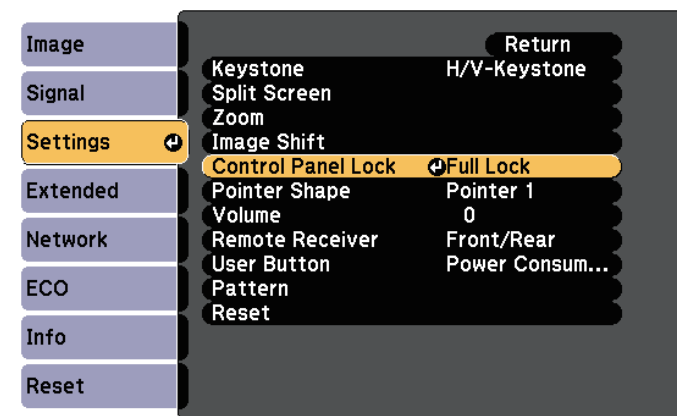 Image
Signal
Settings
Extended
Network
ECO
Info
Reset
Return
Keystone H/V-Keystone
Split Screen
Zoom
Image Shift
Control Panel Lock Full Lock
Pointer Shape Pointer 1
Volume 0
Remote Receiver Front/Rear
User Button Power Consum...
Pattern
Reset